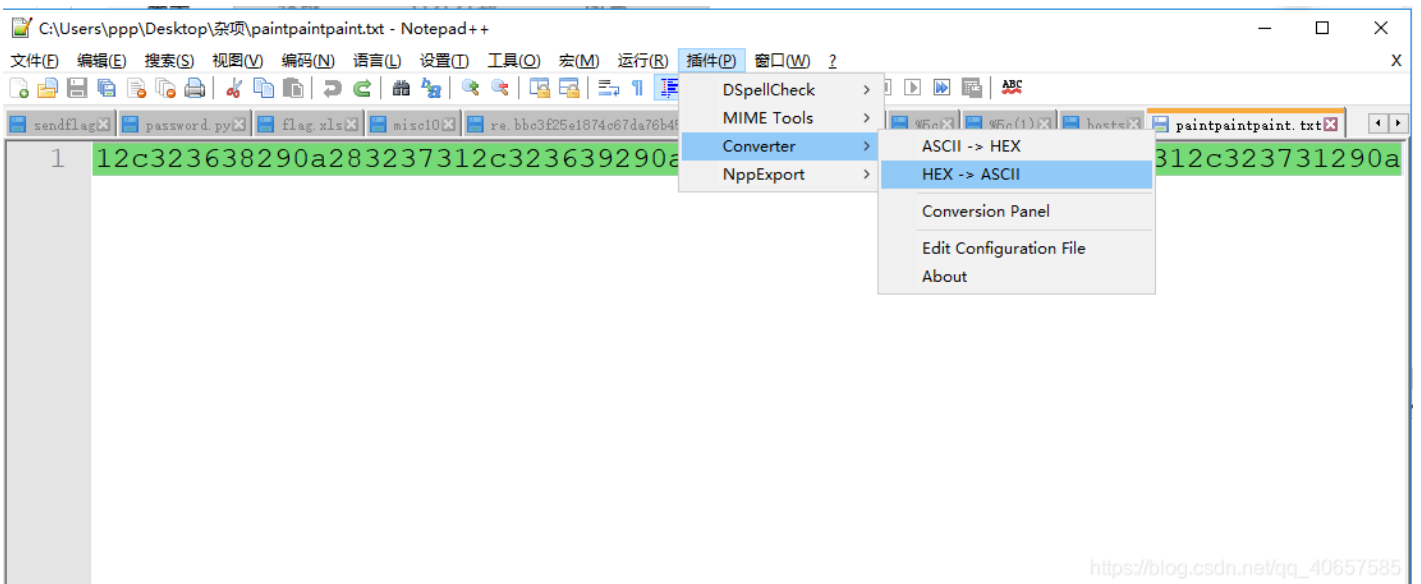 C:\Users\ppp\Desktop\杂项\paintpaintpaint.txt - Notepad++
文件(F) 编辑(E) 搜索(S) 视图(V) 编码(N) 语言(L) 设置(T) 工具(O) 宏(M) 运行(R) 插件(P) 窗口(W) ? X
ABC
sendflag password.py flag.xls misc10 re.bbc3f25e1874c67da76b4 %5c %5c(1) hosts paintpaintpaint.txt
DSpellCheck
MIME Tools
Converter
NppExport
ASCII -> HEX
HEX -> ASCII
Conversion Panel
Edit Configuration File
About
1 12c323638290a283237312c323639290a 312c323731290a
https://blog.csdn.net/qq_40657585